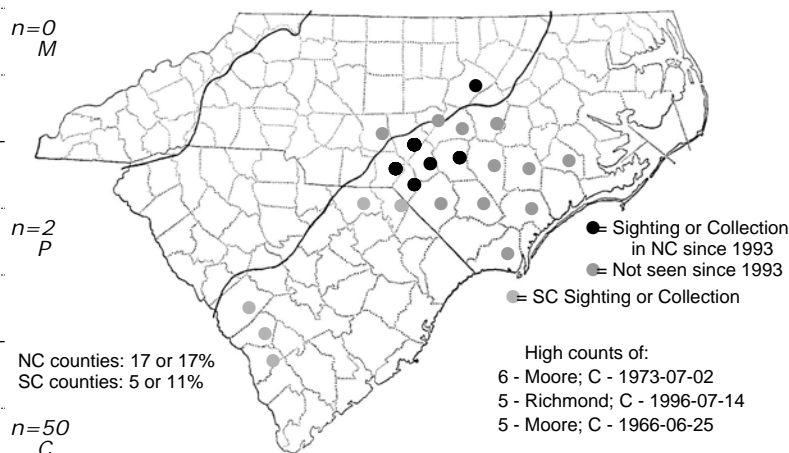 n=0
M
n=2
P
n=50
C
= Sighting or Collection
in NC since 1993
= Not seen since 1993
= SC Sighting or Collection
NC counties: 17 or 17%
SC counties: 5 or 11%
High counts of:
6 - Moore; C - 1973-07-02
5 - Richmond; C - 1996-07-14
5 - Moore; C - 1966-06-25